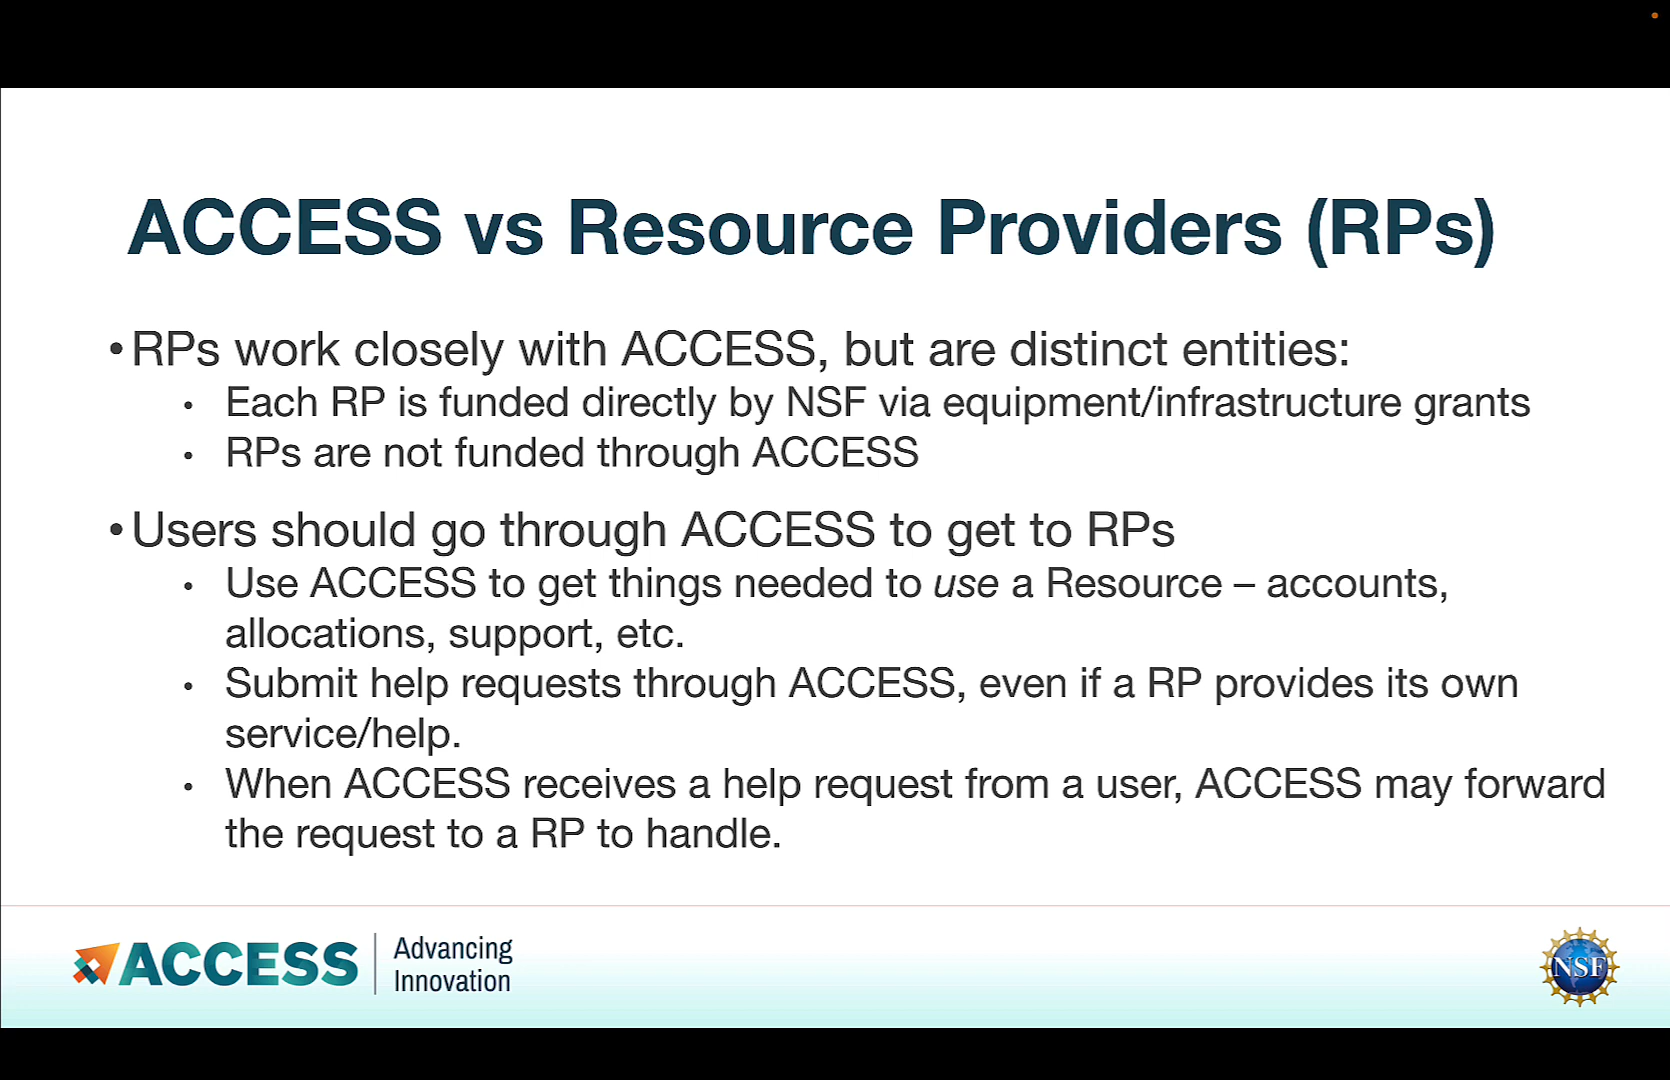 ACCESS vs Resource Providers (RPs)
• RPs work closely with ACCESS, but are distinct entities:
• Each RP is funded directly by NSF via equipment/infrastructure grants
• RPs are not funded through ACCESS
• Users should go through ACCESS to get to RPs
• Use ACCESS to get things needed to use a Resource – accounts,
allocations, support, etc.
• Submit help requests through ACCESS, even if a RP provides its own
service/help.
• When ACCESS receives a help request from a user, ACCESS may forward
the request to a RP to handle.
ACCESS
Advancing
Innovation
NSF